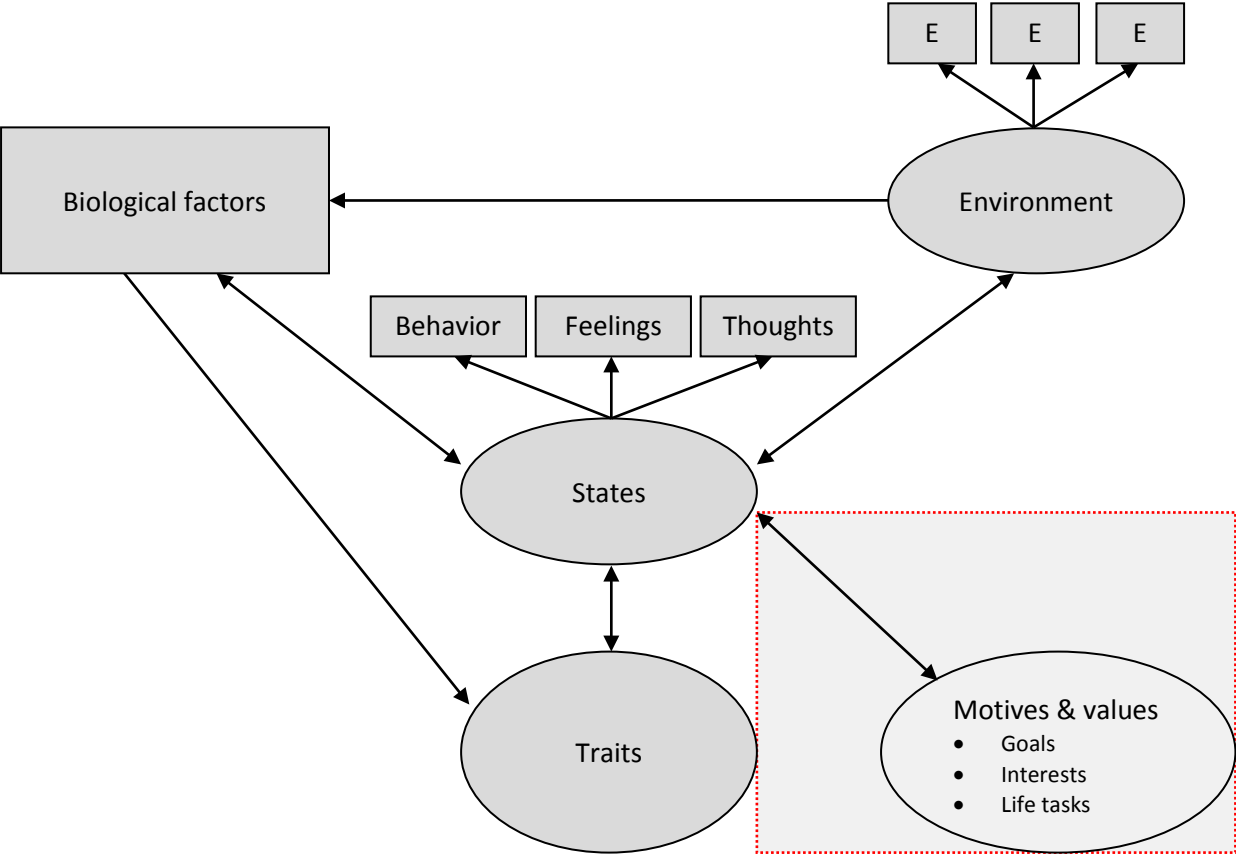 E
E
E
Biological factors
Environment
Behavior
Feelings
Thoughts
States
Traits
Motives & values
• Goals
• Interests
• Life tasks